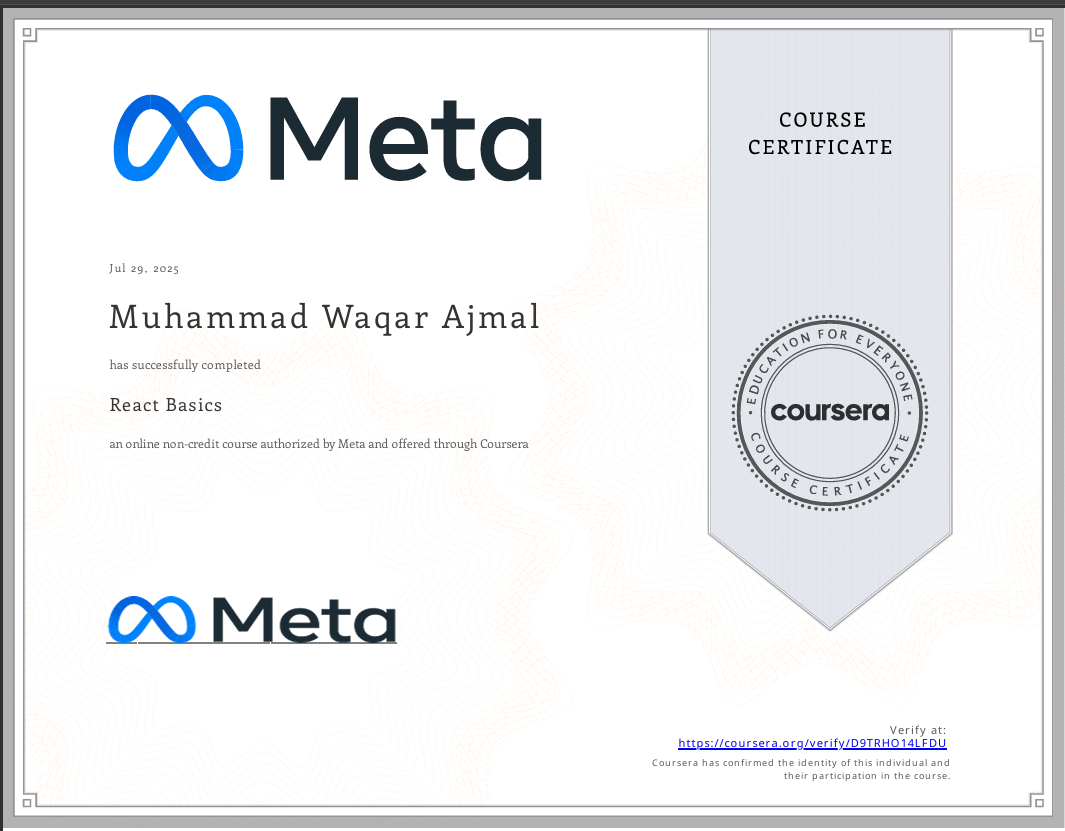 Meta
COURSE
CERTIFICATE
Jul 29, 2025
Muhammad Waqar Ajmal
has successfully completed
React Basics
an online non-credit course authorized by Meta and offered through Coursera
EDUCATION FOR EVERYONE
coursera
COURSE CERTIFICATE
Meta
Verify at:
https://coursera.org/verify/D9TRHO14LFDU
Coursera has confirmed the identity of this individual and
their participation in the course.